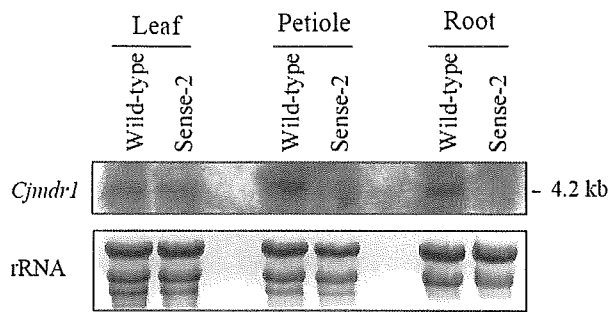 Leaf Petiole Root
Wild-type Sense-2 Wild-type Sense-2 Wild-type Sense-2
Cjmdr1 - 4.2 kb
rRNA